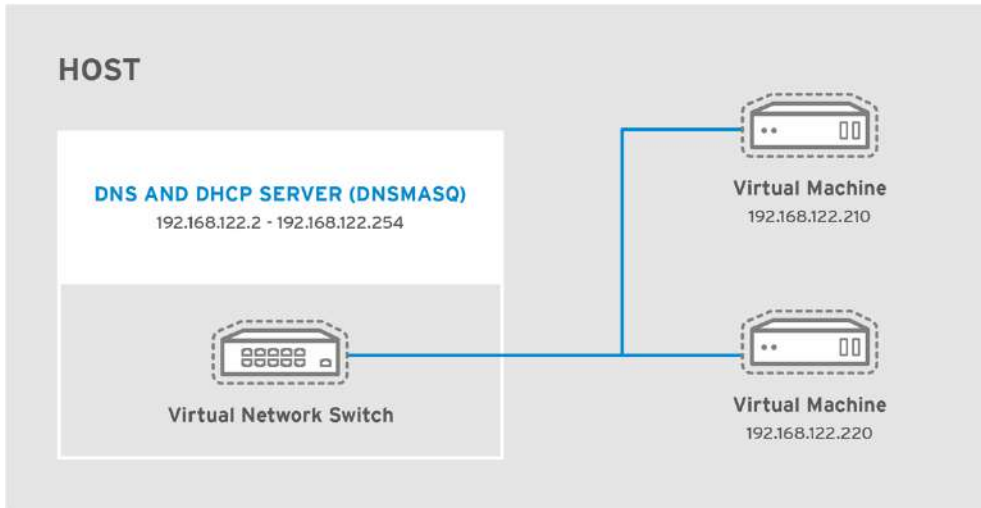 HOST
DNS AND DHCP SERVER (DNSMASQ)
192.168.122.2 - 192.168.122.254
Virtual Network Switch
Virtual Machine
192.168.122.210
Virtual Machine
192.168.122.220